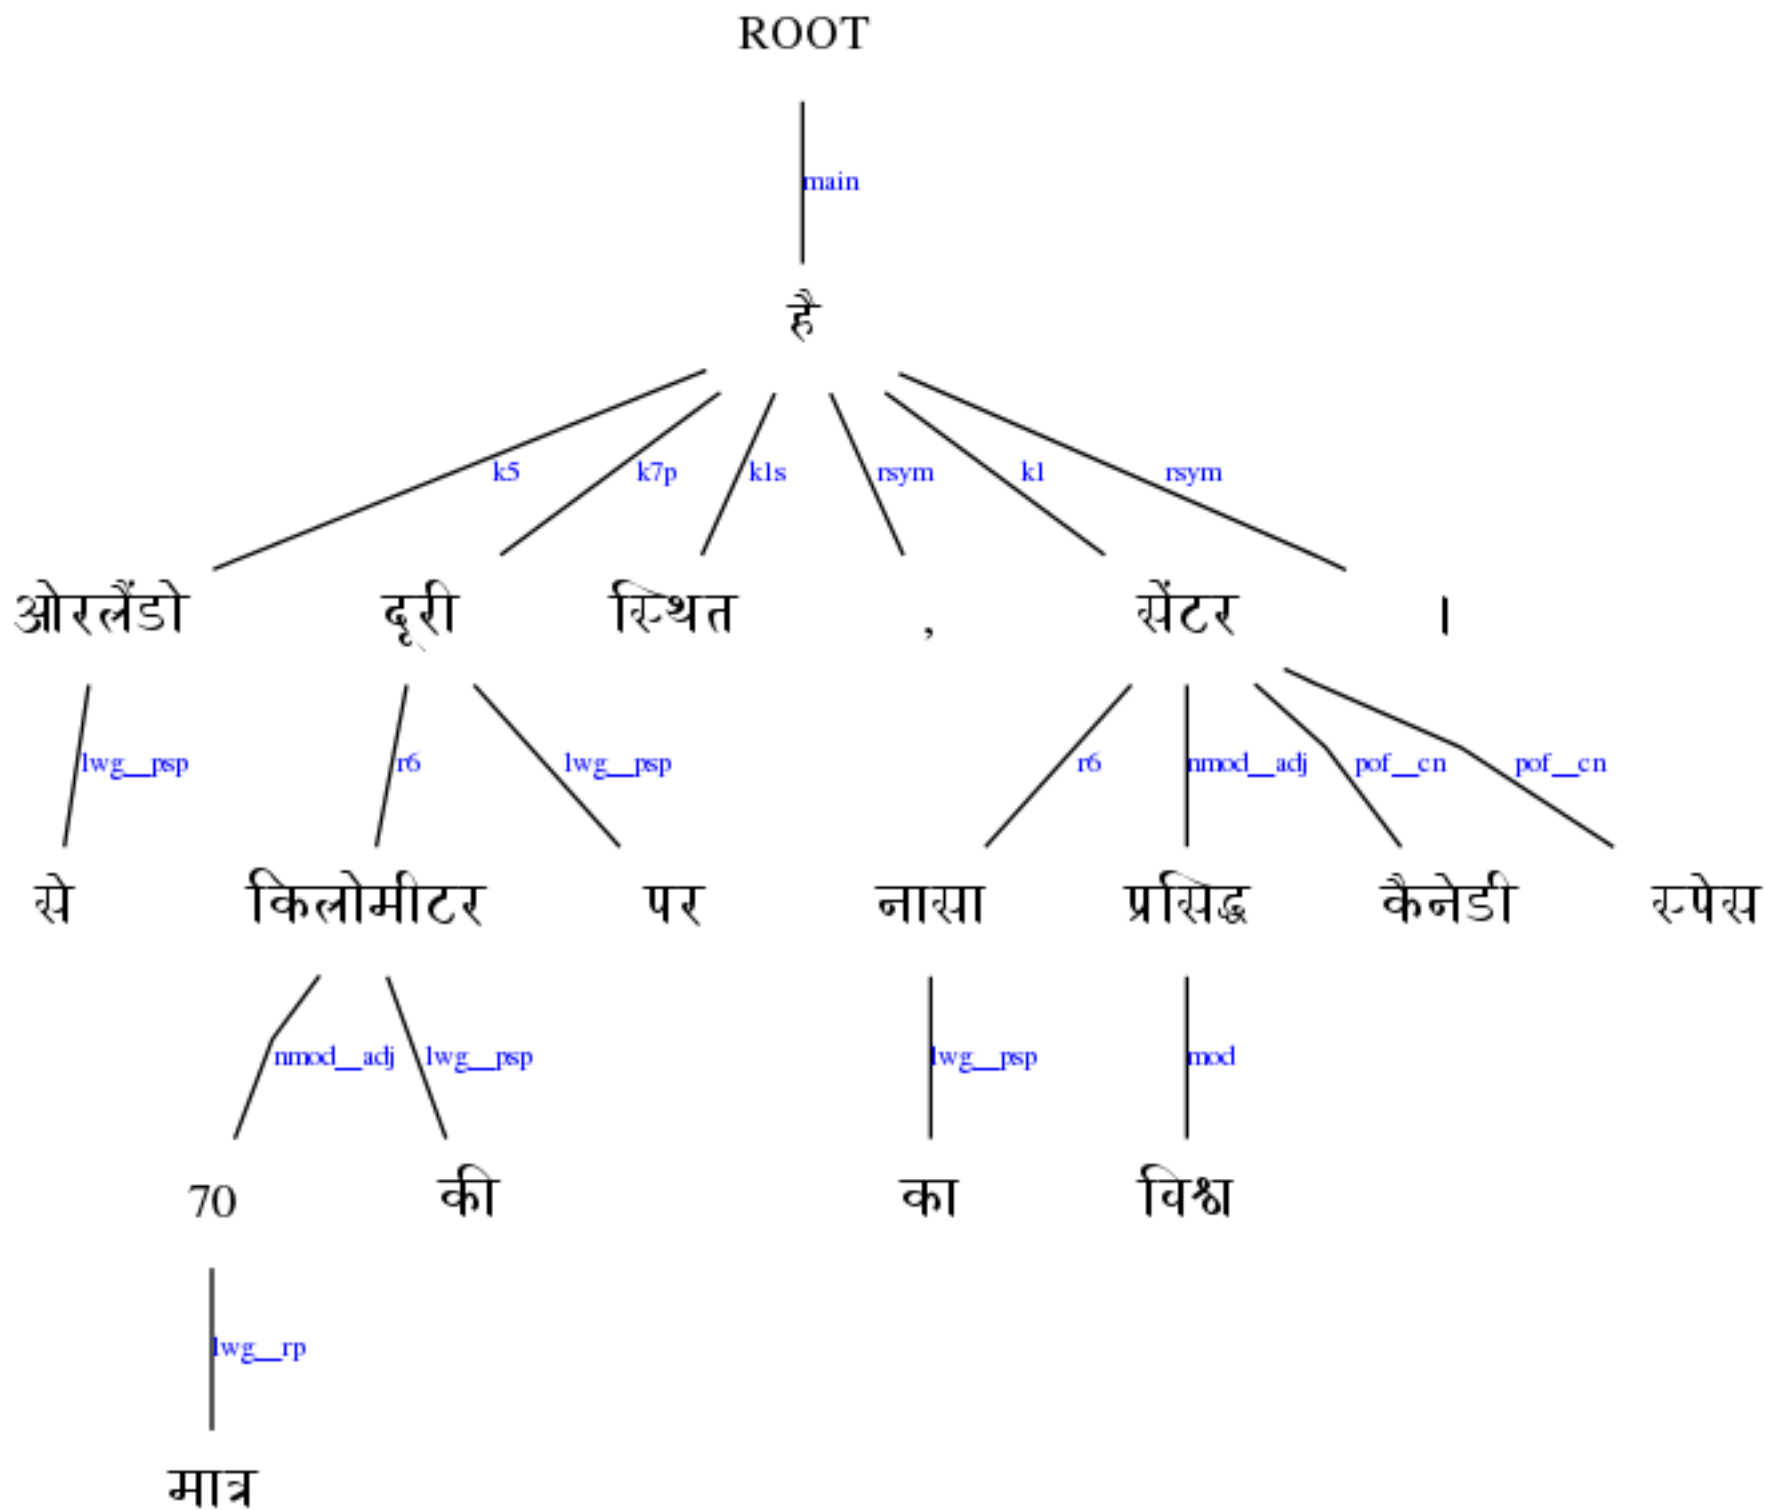 ROOT
main
है
k5 k7p k1s rsym k1 rsym
ओरलैंडो दूरी स्थित , सेंटर ।
lwg__psp r6 lwg__psp r6 nmod__adj pof__cn pof__cn
से किलोमीटर पर नासा प्रसिद्ध कैनेडी स्पेस
nmod__adj lwg__psp lwg__psp mod
70 की का विश्व
lwg__rp
मात्र